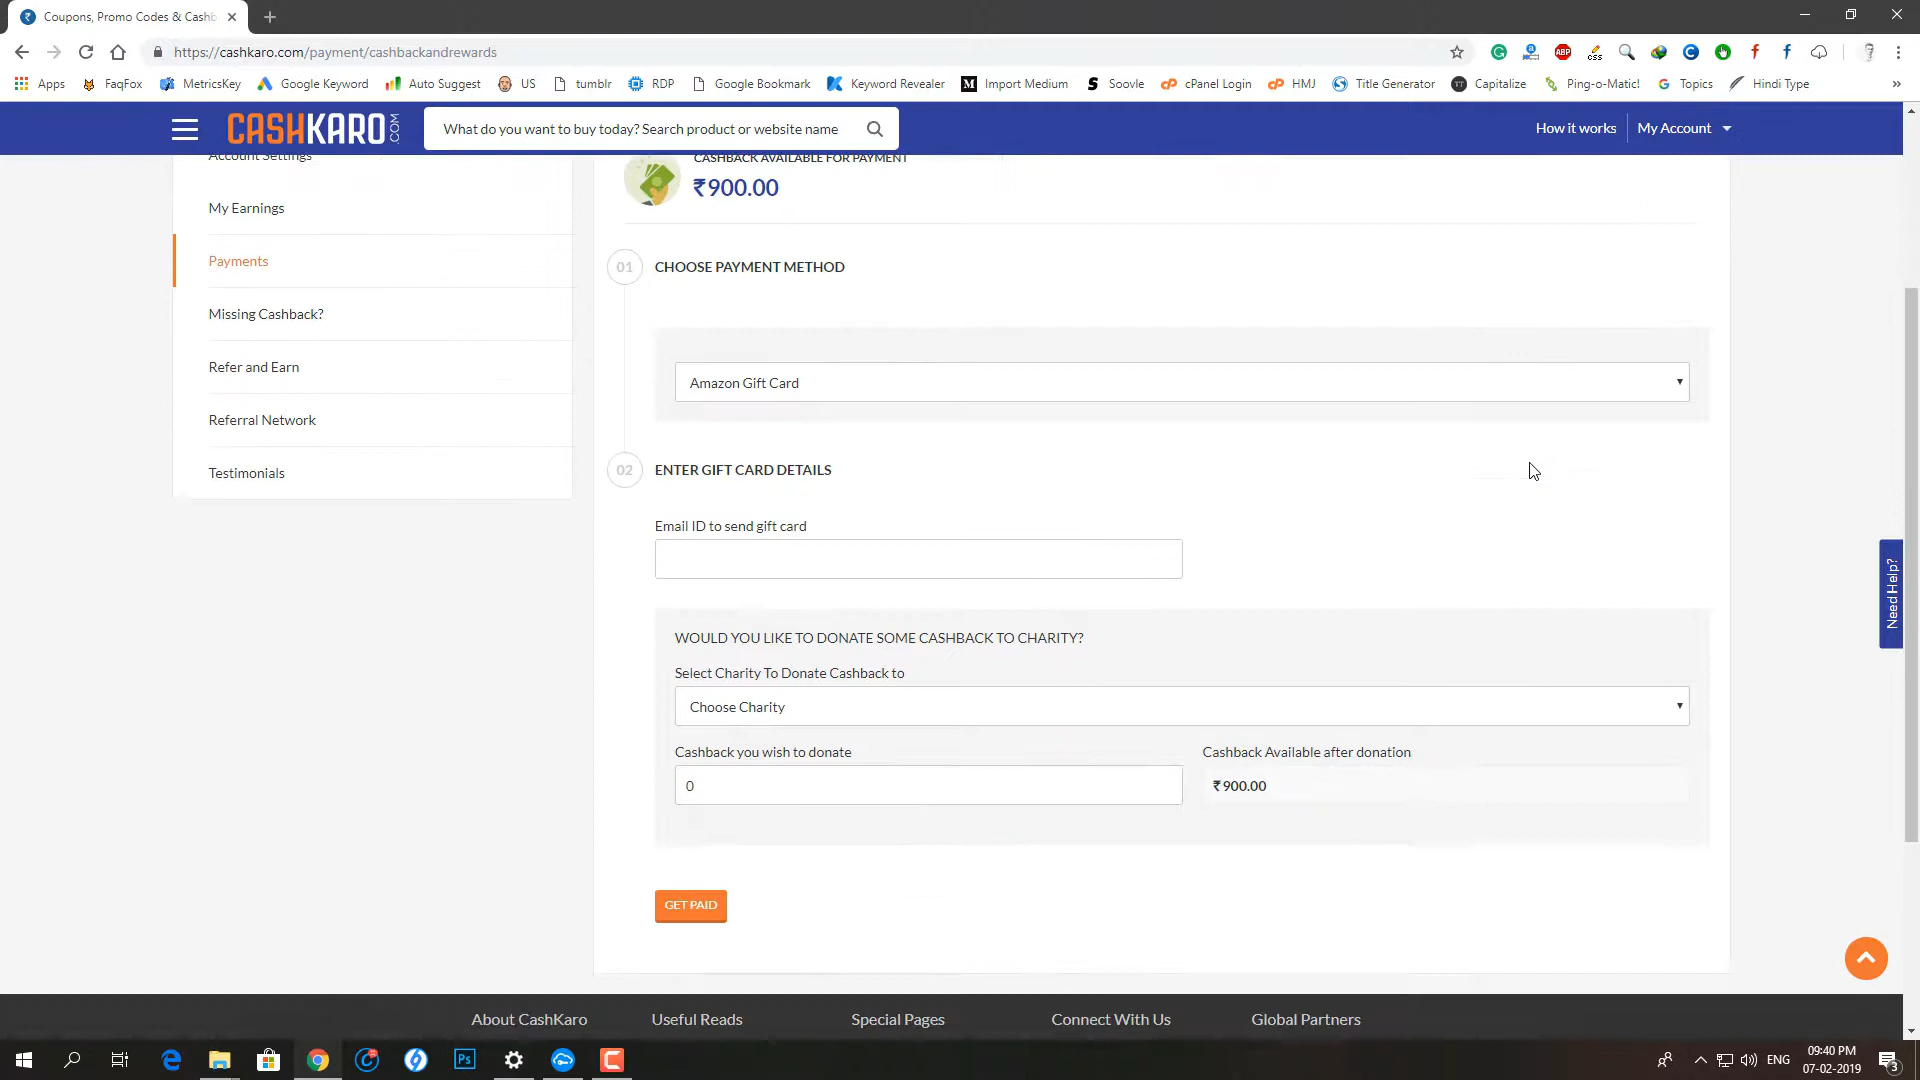 Coupons, Promo Codes & Cashb
https://cashkaro.com/payment/cashbackandrewards
Apps FaqFox MetricsKey Google Keyword Auto Suggest US tumblr RDP Google Bookmark Keyword Revealer Import Medium Soovle cPanel Login HMJ Title Generator Capitalize Ping-o-Matic! Topics Hindi Type
CASHKARO.COM
What do you want to buy today? Search product or website name
How it works
My Account
Account Settings
My Earnings
Payments
Missing Cashback?
Refer and Earn
Referral Network
Testimonials
CASHBACK AVAILABLE FOR PAYMENT
₹900.00
01 CHOOSE PAYMENT METHOD
Amazon Gift Card
02 ENTER GIFT CARD DETAILS
Email ID to send gift card
WOULD YOU LIKE TO DONATE SOME CASHBACK TO CHARITY?
Select Charity To Donate Cashback to
Choose Charity
Cashback you wish to donate
0
Cashback Available after donation
₹900.00
GET PAID
Need Help?
About CashKaro Useful Reads Special Pages Connect With Us Global Partners
ENG
09:40 PM
07-02-2019
3